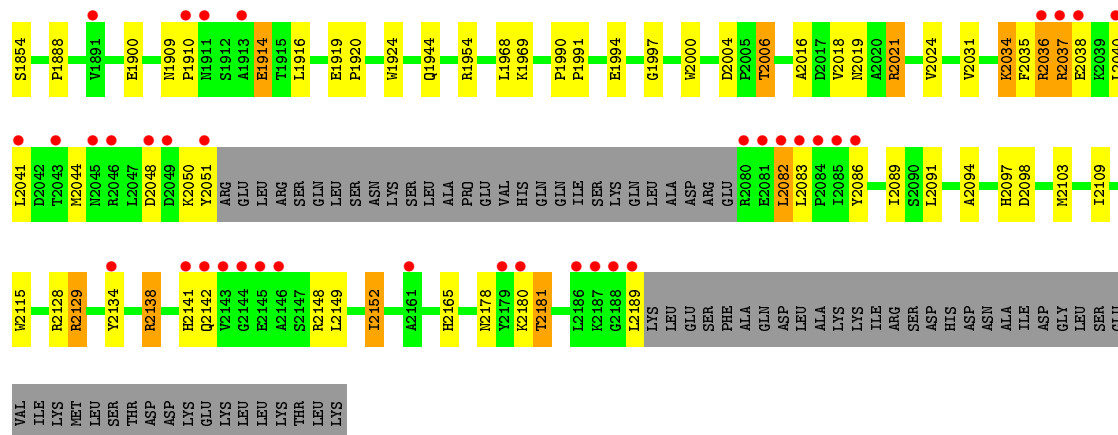 S1854 P1888 V1891 E1900 N1909 P1910 N1911 S1912 A1913 E1914 T1915 L1916 E1919 P1920 W1924 Q1944 R1954 L1968 K1969 P1990 P1991 E1994 G1997 W2000 D2004 P2005 T2006 A2016 D2017 V2018 N2019 A2020 R2021 V2024 V2031 K2034 F2035 R2036 R2037 E2038 K2039 L2040
L2041 D2042 T2043 M2044 N2045 R2046 L2047 D2048 D2049 K2050 Y2051 ARG GLU LEU ARG SER GLN LEU SER ASN LYS SER LEU ALA PRO GLU VAL HIS GLN GLN ILE SER LYS GLN LEU ALA ASP ARG GLU R2080 E2081 L2082 L2083 P2084 I2085 Y2086 I2089 S2090 L2091 A2094 H2097 D2098 M2103 I2109
W2115 R2128 R2129 Y2134 R2138 H2141 Q2142 V2143 G2144 E2145 A2146 S2147 R2148 L2149 I2152 A2161 H2165 N2178 Y2179 K2180 T2181 L2186 K2187 G2188 L2189 LYS LEU GLU SER PHE ALA GLN ASP LEU ALA LYS LYS ILE ARG SER ASP HIS ASP ASN ALA ILE ASP GLY LEU SER GLU
VAL ILE LYS MET LEU SER THR ASP ASP LYS GLU LYS LEU LEU LYS THR LEU LYS